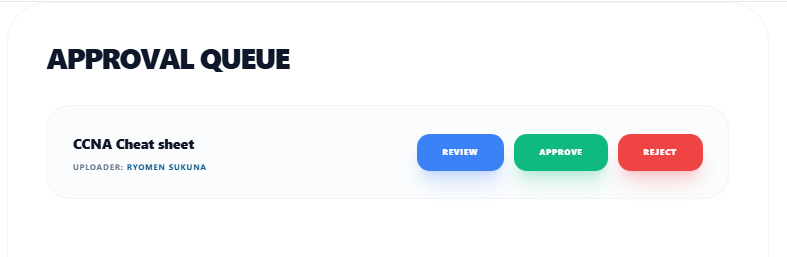 APPROVAL QUEUE
CCNA Cheat sheet
UPLOADER: RYOMEN SUKUNA
REVIEW
APPROVE
REJECT